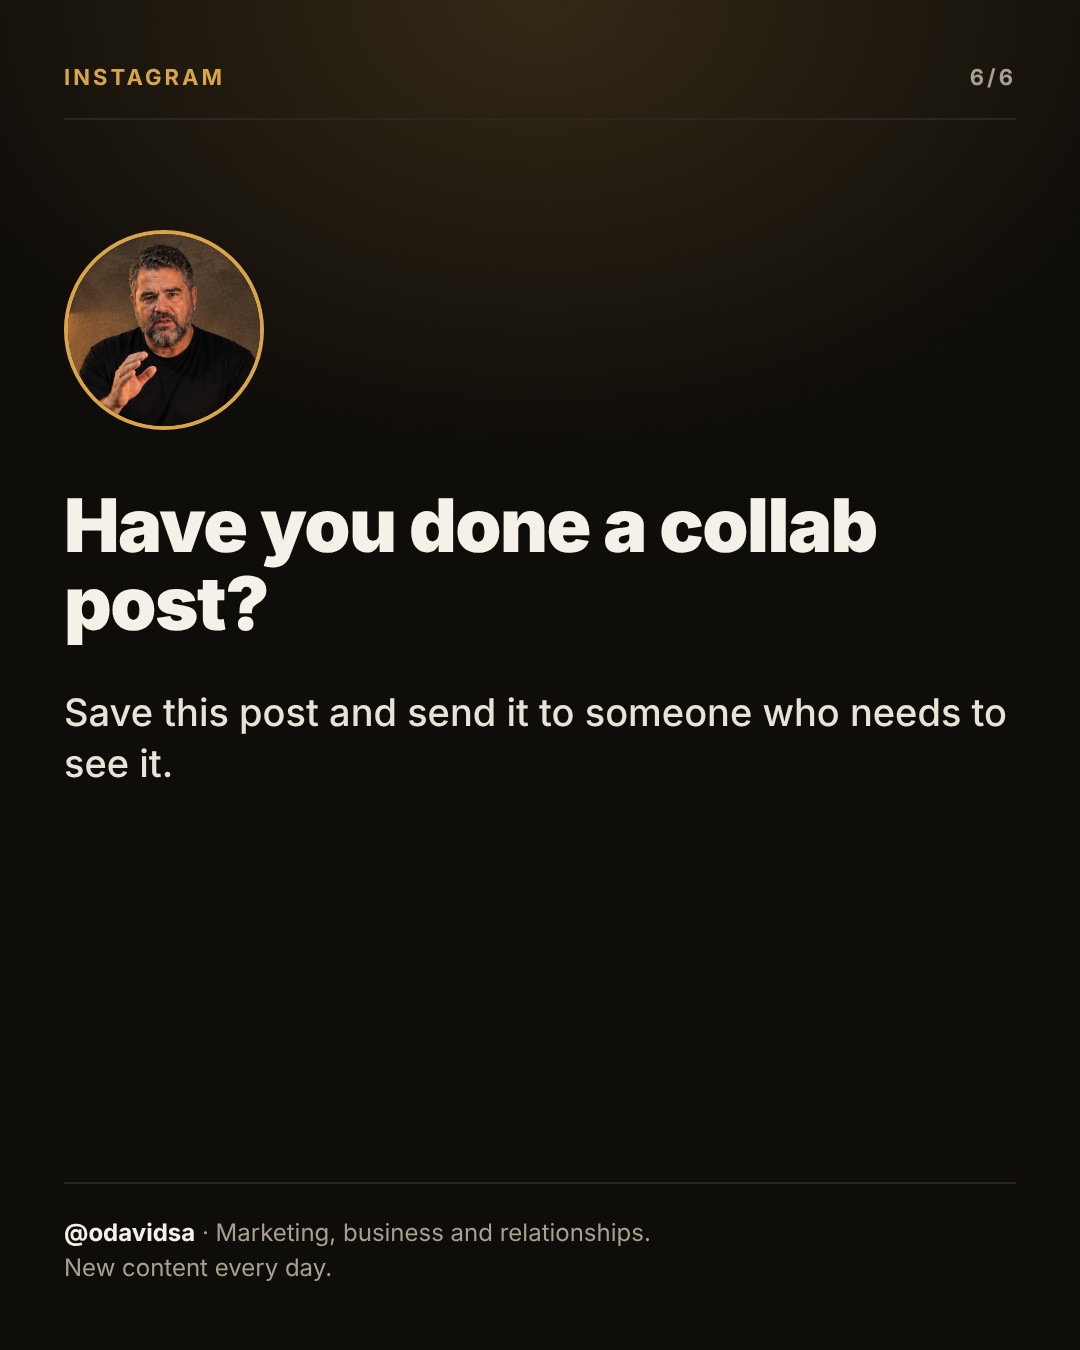 INSTAGRAM
6/6
Have you done a collab
post?
Save this post and send it to someone who needs to
see it.
@odavidsa · Marketing, business and relationships.
New content every day.